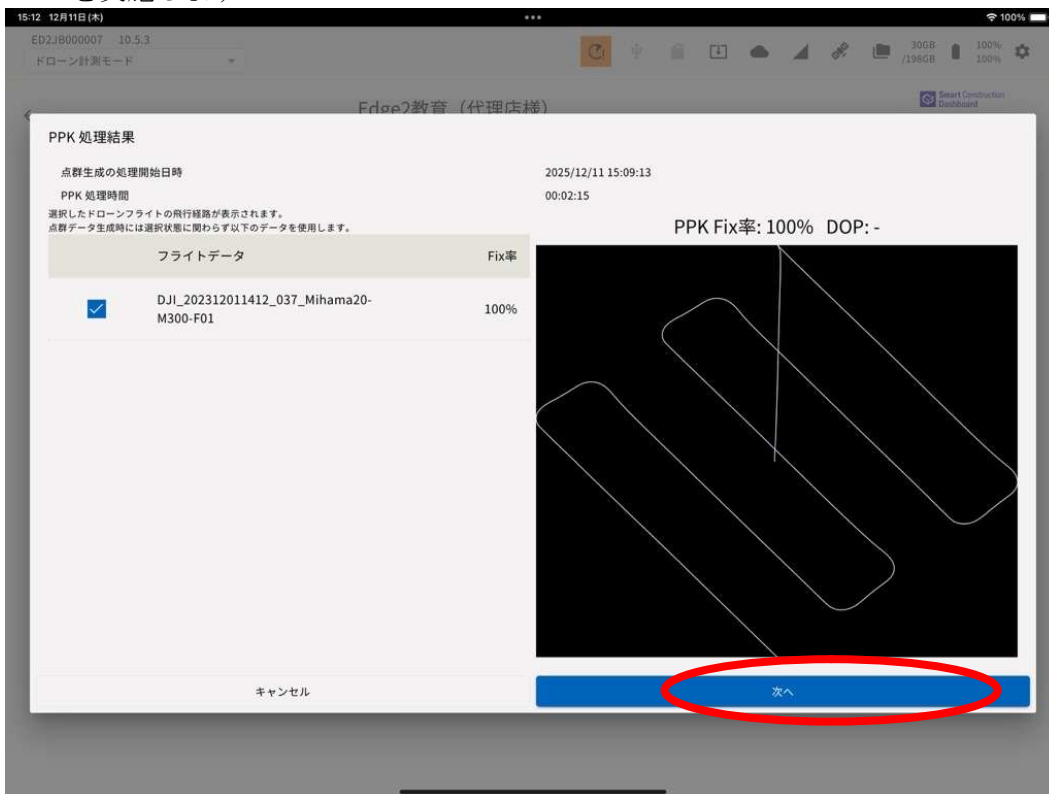 15:12 12月11日(木)
100%
ED2JB000007 10.5.3
ドローン計測モード
30GB
/198GB
100%
100%
Edge2教育（代理店様）
Smart Construction
Dashboard
PPK 処理結果
点群生成の処理開始日時 2025/12/11 15:09:13
PPK 処理時間 00:02:15
選択したドローンフライトの飛行経路が表示されます。
点群データ生成時には選択状態に関わらず以下のデータを使用します。
PPK Fix率: 100% DOP: -
フライトデータ Fix率
DJI_202312011412_037_Mihama20-
M300-F01
100%
キャンセル
次へ